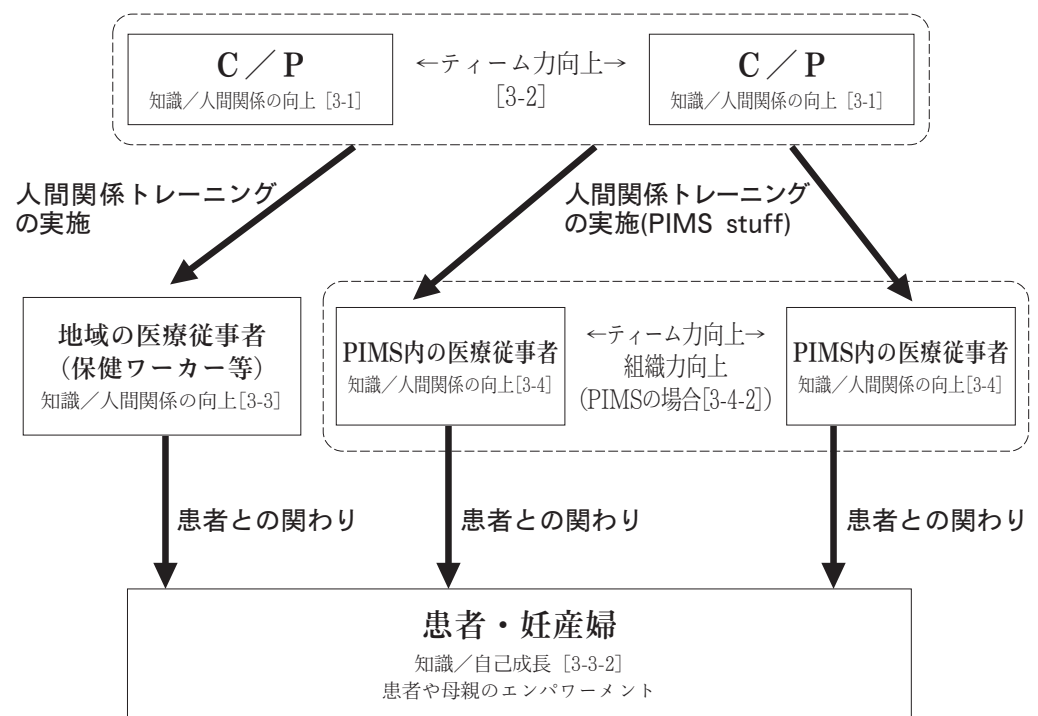 C／P
知識／人間関係の向上［3-1］
←ティーム力向上→
［3-2］
C／P
知識／人間関係の向上［3-1］
人間関係トレーニング
の実施
人間関係トレーニング
の実施(PIMS stuff)
地域の医療従事者
（保健ワーカー等）
知識／人間関係の向上［3-3］
PIMS内の医療従事者
知識／人間関係の向上［3-4］
←ティーム力向上→
組織力向上
（PIMSの場合［3-4-2］）
PIMS内の医療従事者
知識／人間関係の向上［3-4］
患者との関わり
患者との関わり
患者との関わり
患者・妊産婦
知識／自己成長［3-3-2］
患者や母親のエンパワーメント